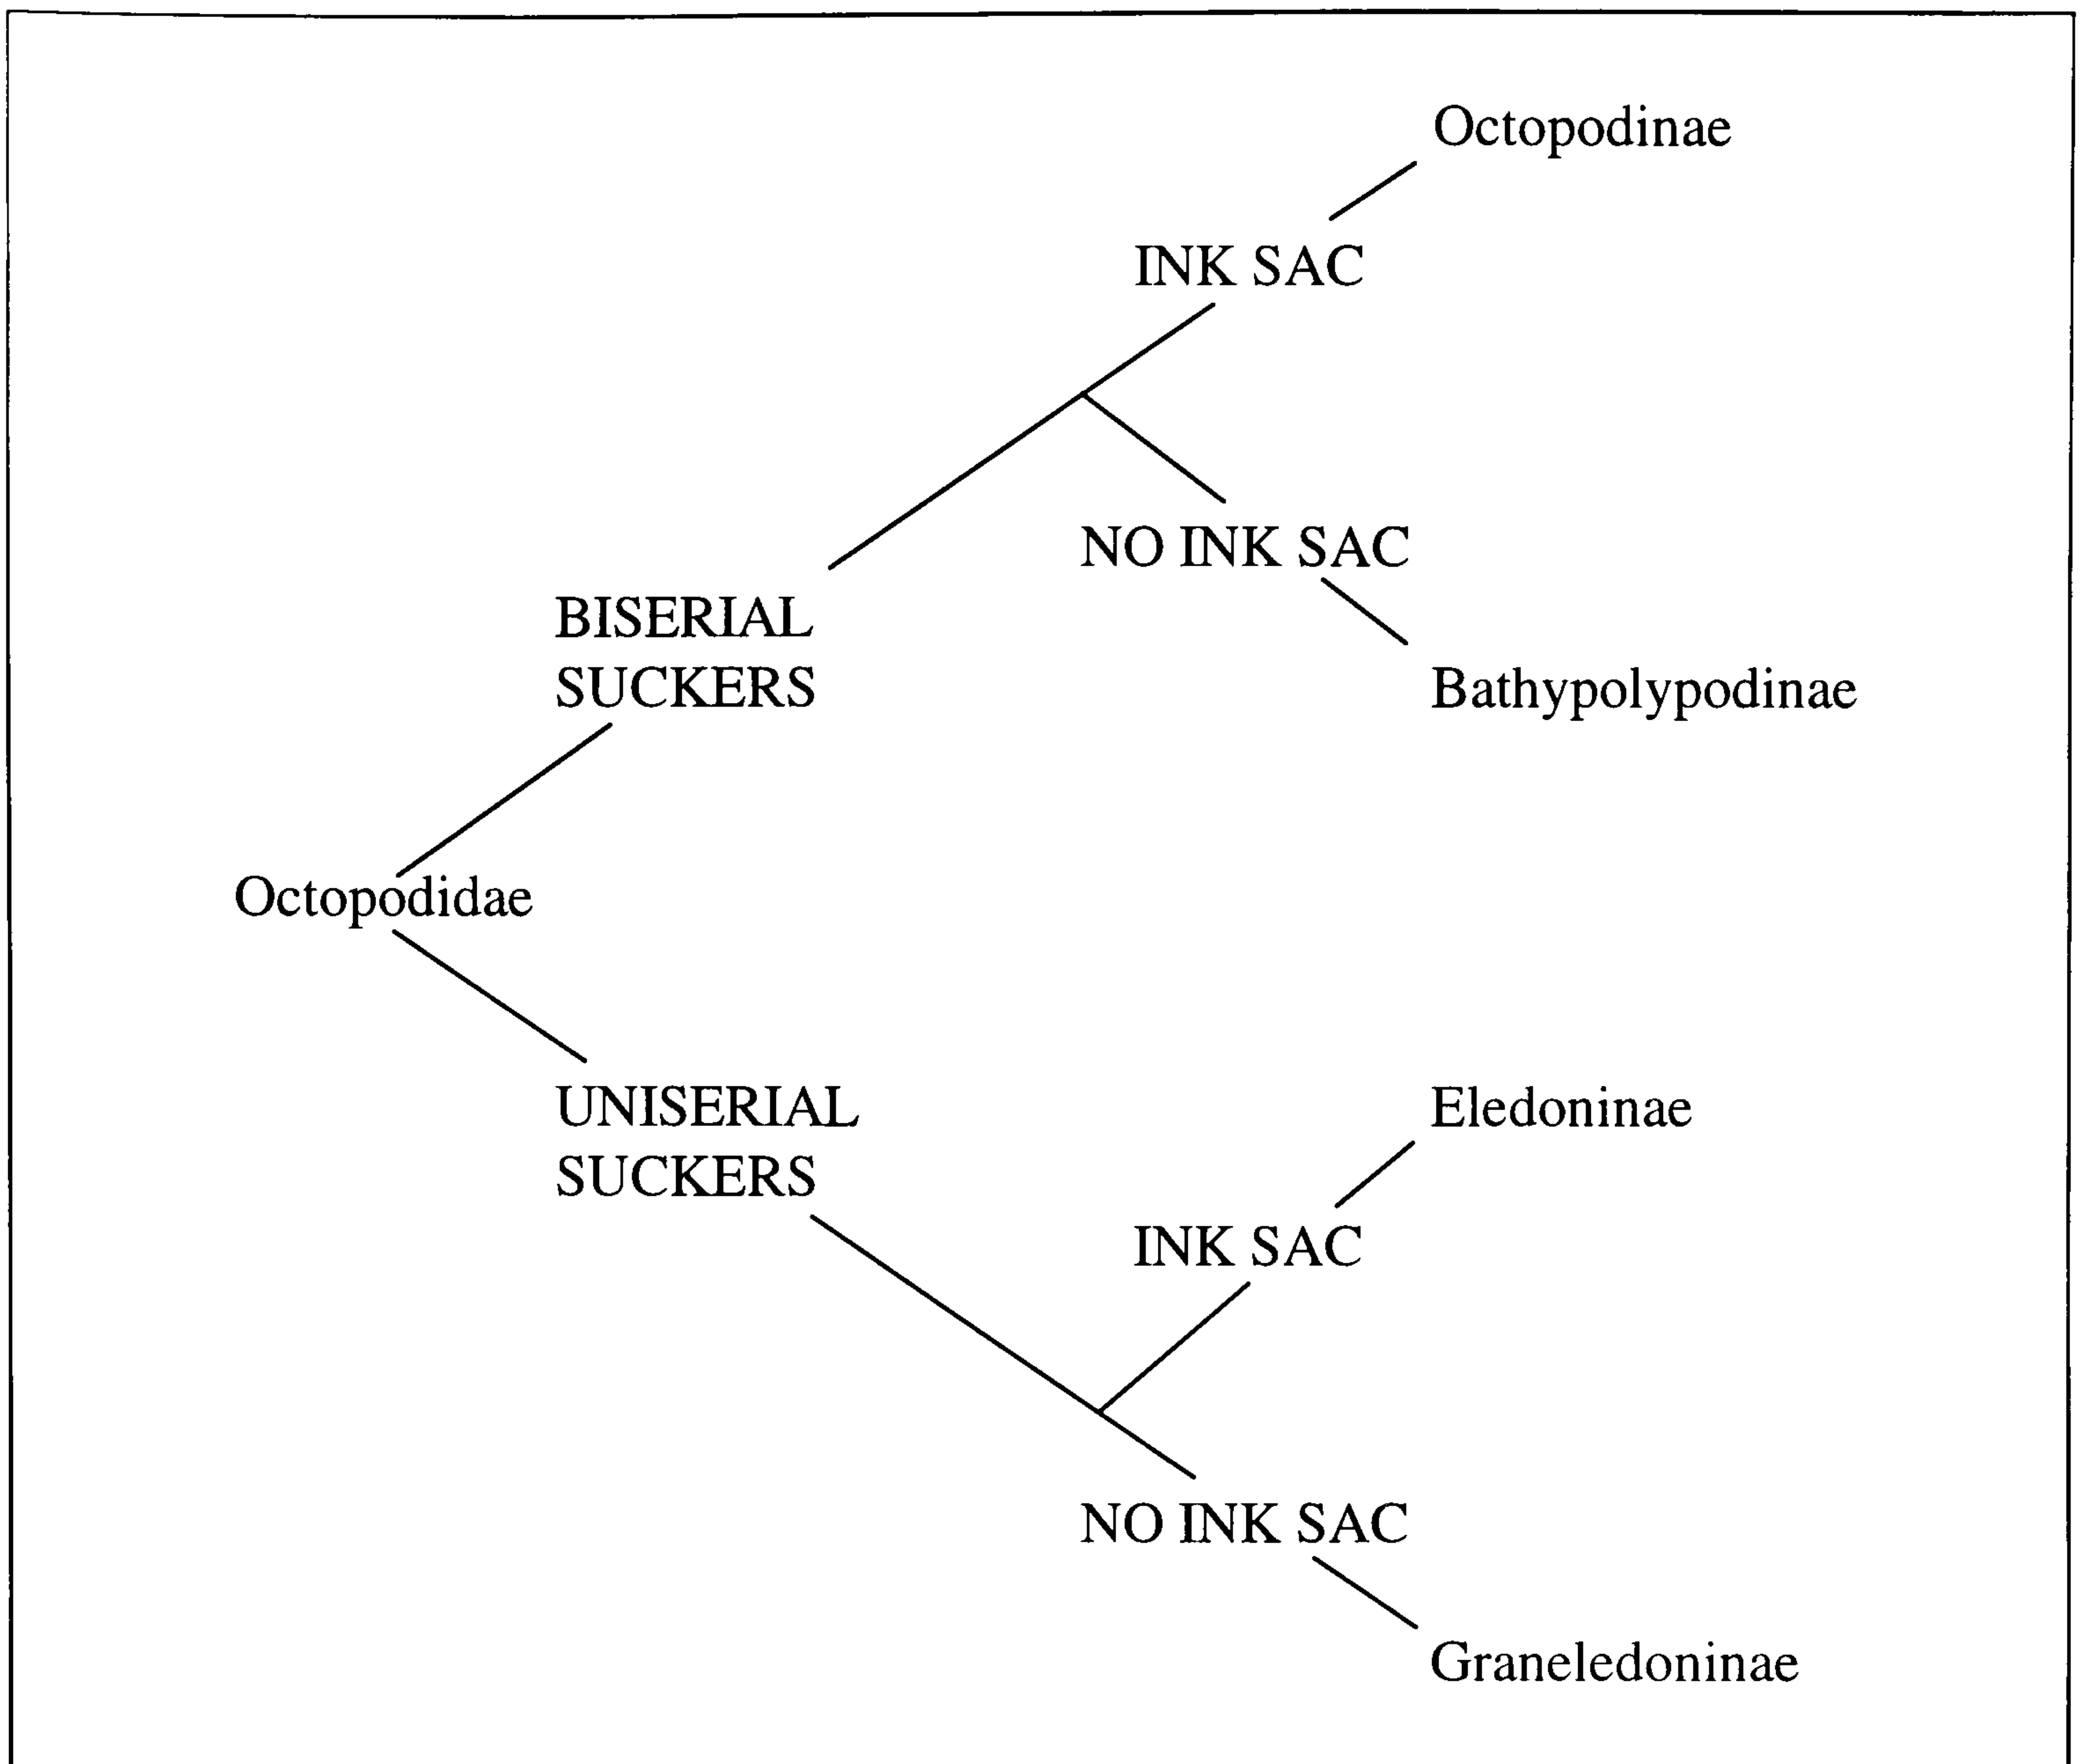 Octopodinae
INK SAC
NO INK SAC
BISERIAL
SUCKERS
Bathypolypodinae
Octopodidae
UNISERIAL
SUCKERS
Eledoninae
INK SAC
NO INK SAC
Graneledoninae